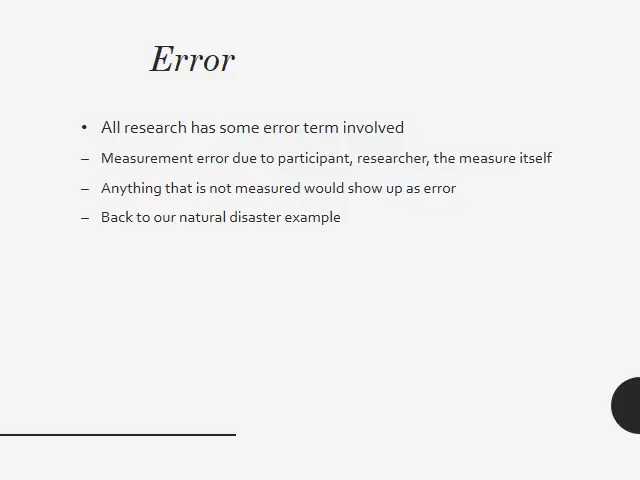 Error
• All research has some error term involved
– Measurement error due to participant, researcher, the measure itself
– Anything that is not measured would show up as error
– Back to our natural disaster example